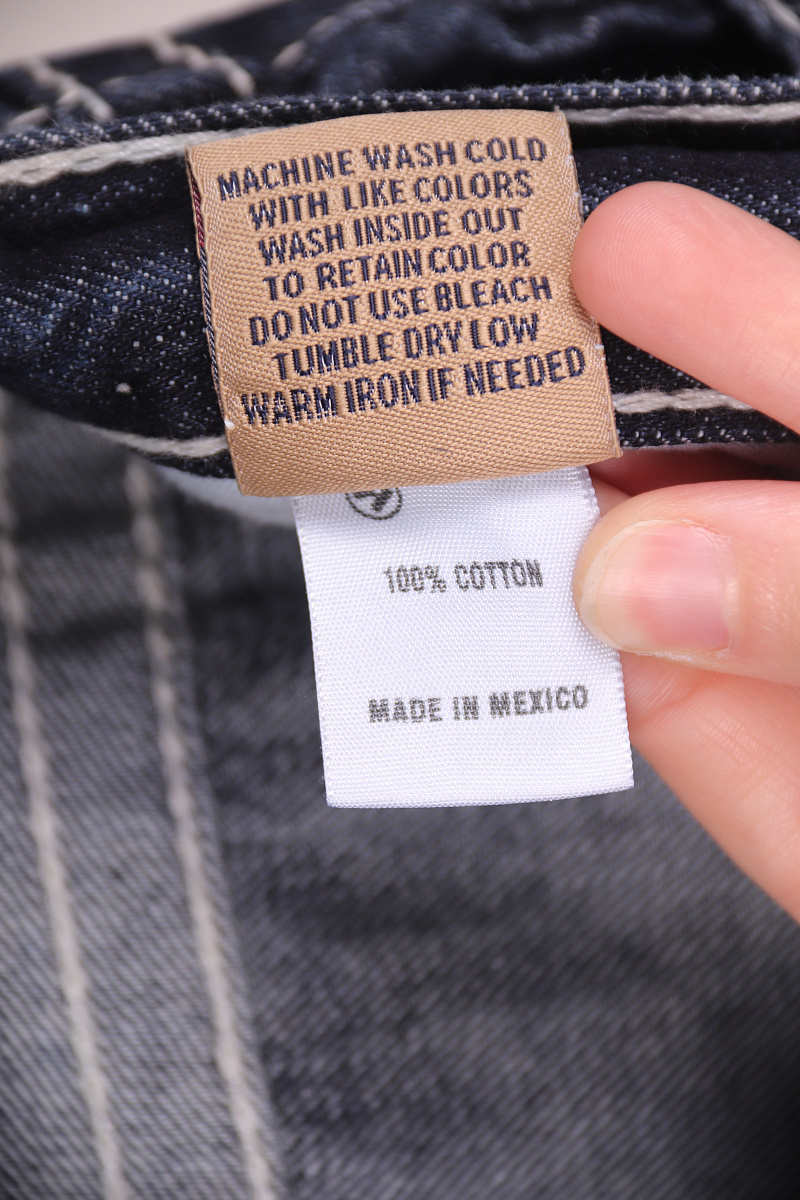 MACHINE WASH COLD
WITH LIKE COLORS
WASH INSIDE OUT
TO RETAIN COLOR
DO NOT USE BLEACH
TUMBLE DRY LOW
WARM IRON IF NEEDED
100% COTTON
MADE IN MEXICO